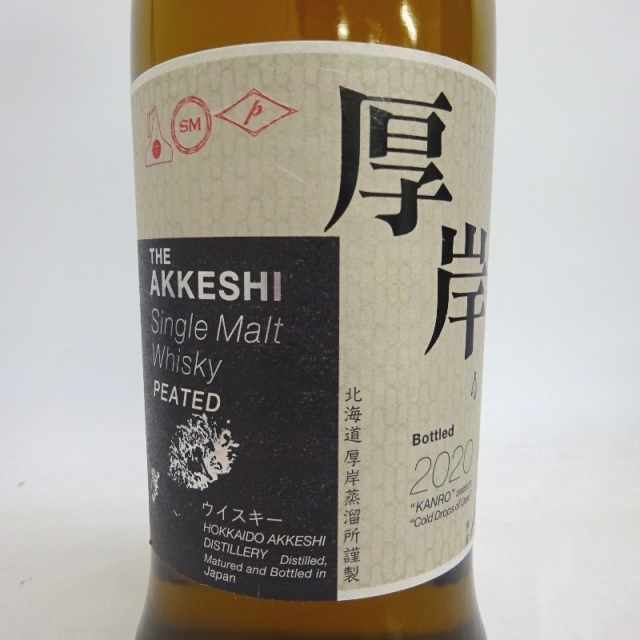 SM
p
厚岸
THE
AKKESHI
Single Malt
Whisky
PEATED
ウイスキー
HOKKAIDO AKKESHI
DISTILLERY Distilled,
Matured and Bottled in
Japan
北海道 厚岸蒸溜所謹製
Bottled
2020
"KANRO" season
"Cold Drops of Dew"